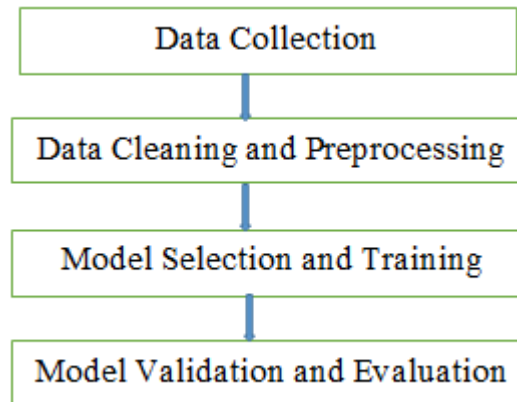 Data Collection
Data Cleaning and Preprocessing
Model Selection and Training
Model Validation and Evaluation